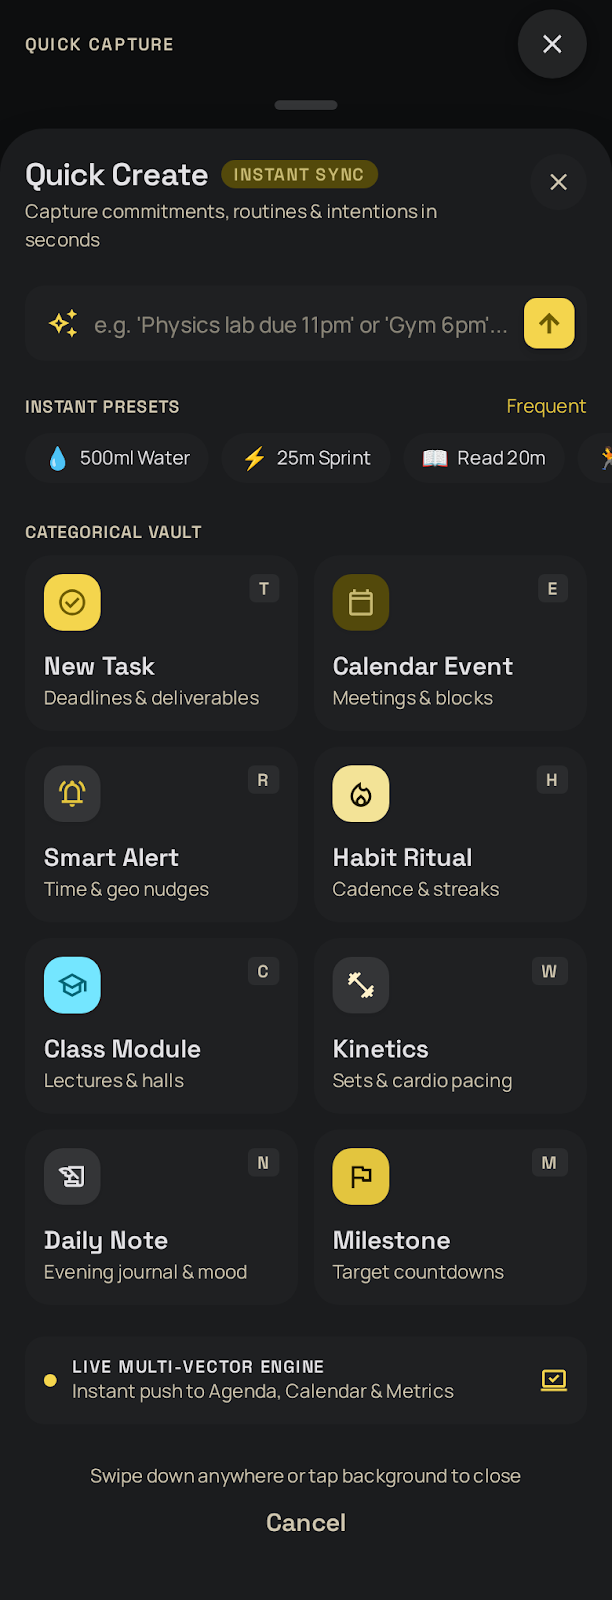 QUICK CAPTURE
Quick Create INSTANT SYNC
Capture commitments, routines & intentions in
seconds
e.g. 'Physics lab due 11pm' or 'Gym 6pm'...
INSTANT PRESETS Frequent
500ml Water 25m Sprint Read 20m
CATEGORICAL VAULT
T
New Task
Deadlines & deliverables
E
Calendar Event
Meetings & blocks
R
Smart Alert
Time & geo nudges
H
Habit Ritual
Cadence & streaks
C
Class Module
Lectures & halls
W
Kinetics
Sets & cardio pacing
N
Daily Note
Evening journal & mood
M
Milestone
Target countdowns
LIVE MULTI-VECTOR ENGINE
Instant push to Agenda, Calendar & Metrics
Swipe down anywhere or tap background to close
Cancel